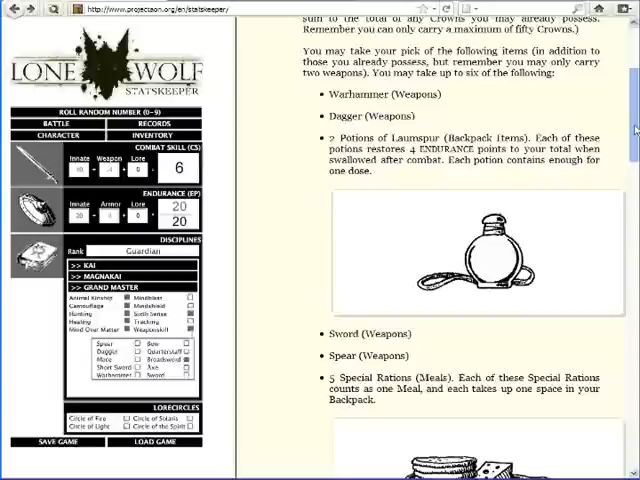 http://www.projectaon.org/en/statskeeper/
LONE WOLF
STATSKEEPER
ROLL RANDOM NUMBER (0-9)
BATTLE RECORDS
CHARACTER INVENTORY
COMBAT SKILL (CS)
Innate Weapon Lore
10 + -4 + 0 = 6
ENDURANCE (EP)
Innate Armor Lore 20
20 + 0 + 0 = 20
DISCIPLINES
Rank Guardian
>> KAI
>> MAGNAKAI
>> GRAND MASTER
Animal Kinship Mindblast
Camouflage Mindshield
Hunting Sixth Sense
Healing Tracking
Mind Over Matter Weaponskill
Spear Bow
Dagger Quarterstaff
Mace Broadsword
Short Sword Axe
Warhammer Sword
LORECIRCLES
Circle of Fire Circle of Solaris
Circle of Light Circle of the Spirit
SAVE GAME LOAD GAME
sum to the total of any Crowns you may already possess.
Remember you can only carry a maximum of fifty Crowns.)
You may take your pick of the following items (in addition to
those you already possess, but remember you may only carry
two weapons). You may take up to six of the following:
• Warhammer (Weapons)
• Dagger (Weapons)
• 2 Potions of Laumspur (Backpack Items). Each of these
potions restores 4 ENDURANCE points to your total when
swallowed after combat. Each potion contains enough for
one dose.
• Sword (Weapons)
• Spear (Weapons)
• 5 Special Rations (Meals). Each of these Special Rations
counts as one Meal, and each takes up one space in your
Backpack.